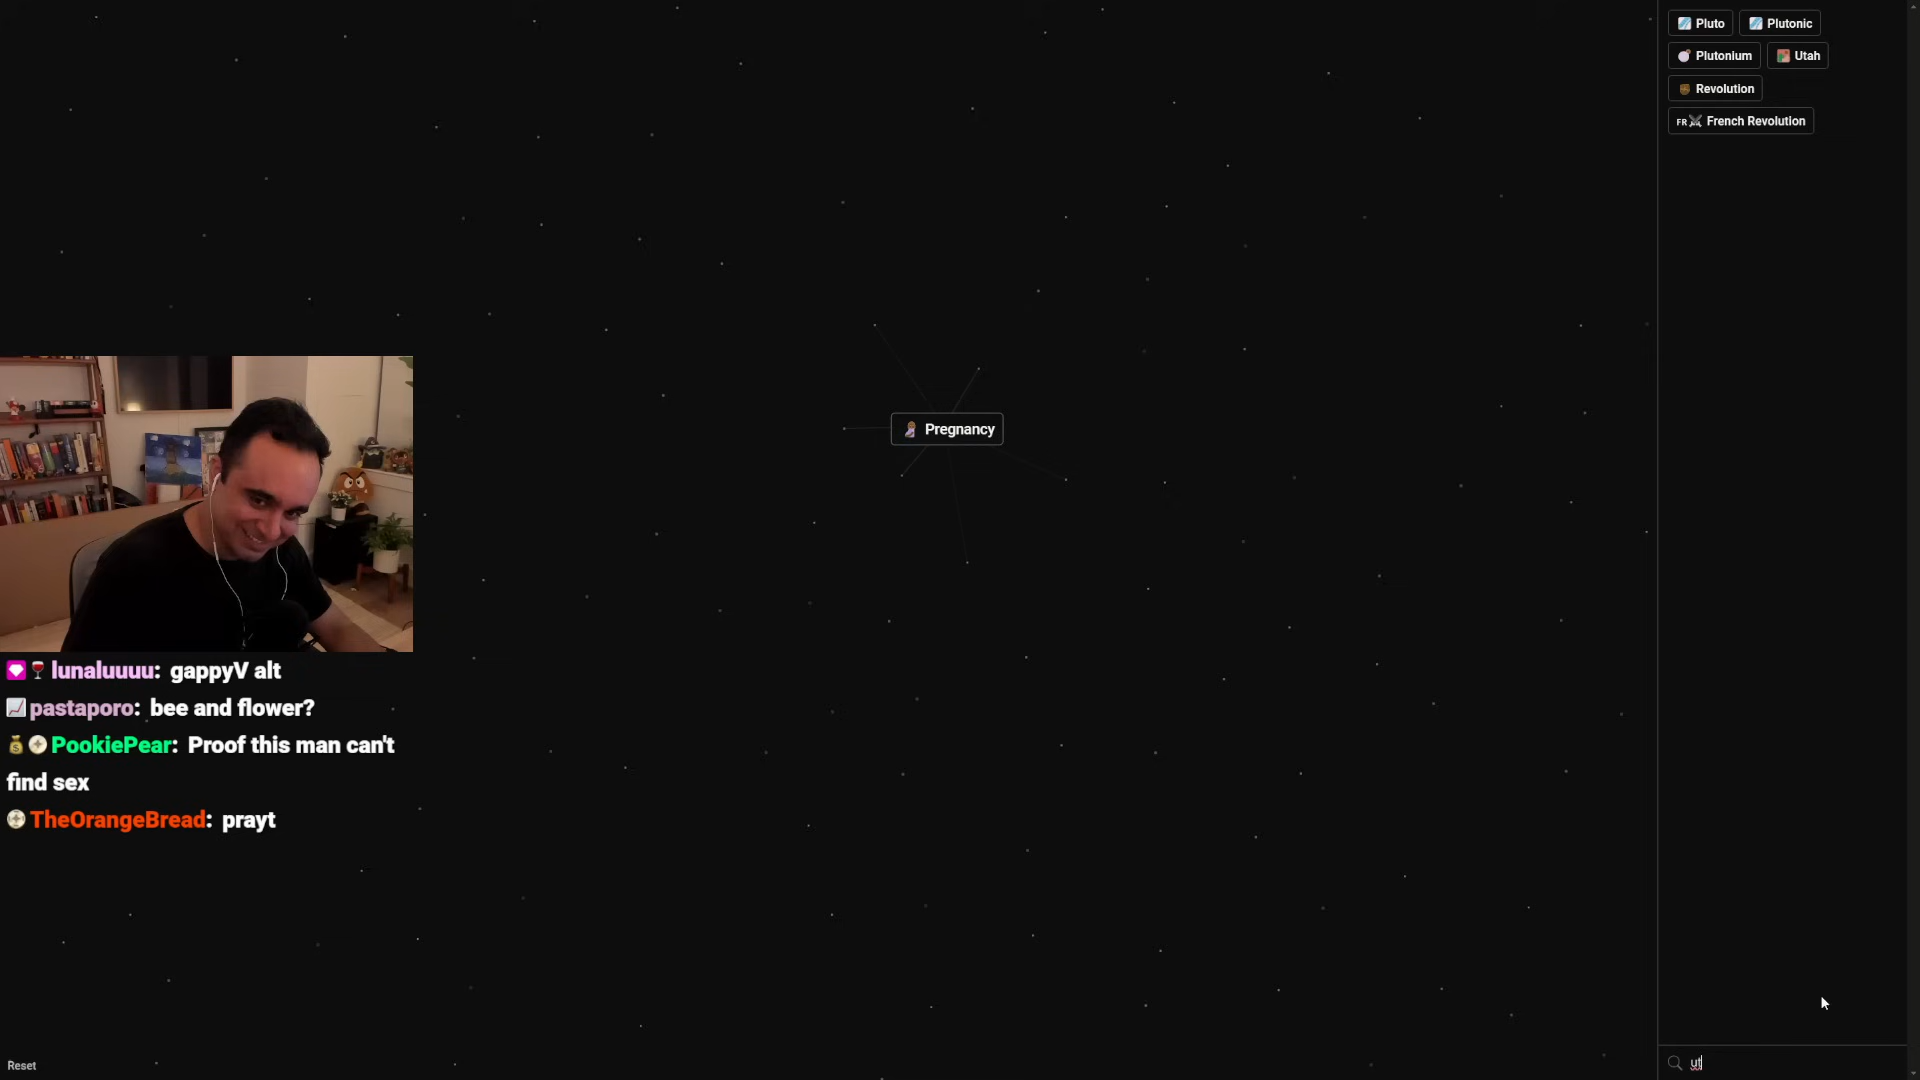 Pluto
Plutonic
Plutonium
Utah
Revolution
FR French Revolution
Pregnancy
lunaluuuu: gappyV alt
pastaporo: bee and flower?
PookiePear: Proof this man can't
find sex
TheOrangeBread: prayt
Reset
ut